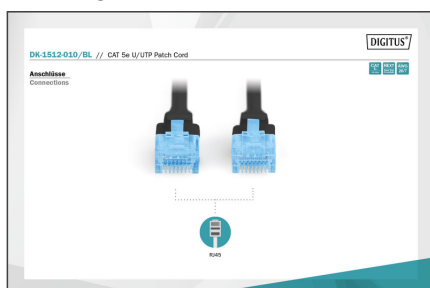 DIGITUS®
DK-1512-010/BL // CAT 5e U/UTP Patch Cord
Anschlüsse
Connections
RJ45